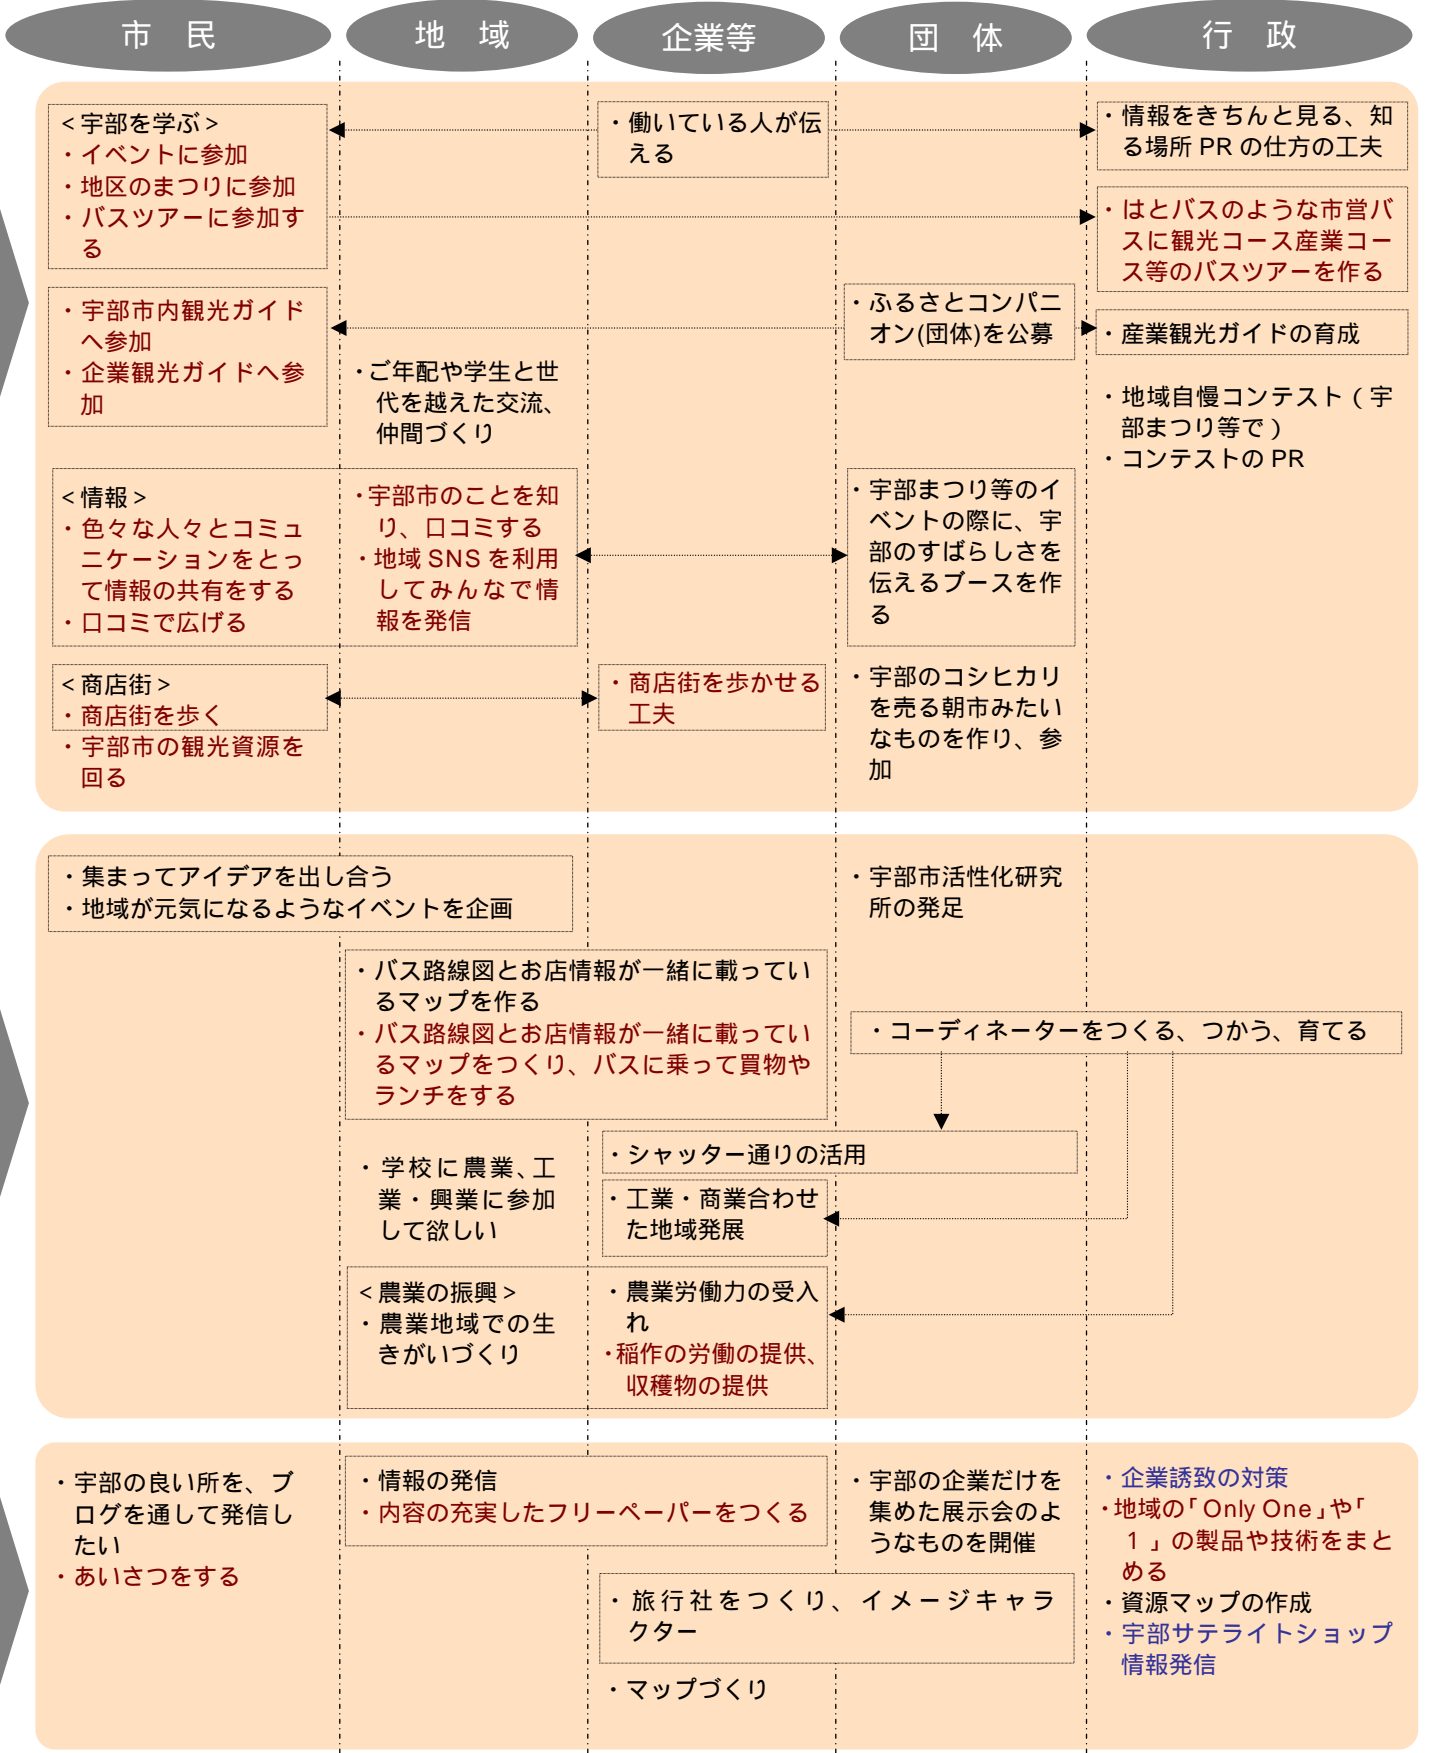 市　民
地　域
企業等
団　体
行　政
＜宇部を学ぶ＞
・イベントに参加
・地区のまつりに参加
・バスツアーに参加す
る
・働いている人が伝
える
・情報をきちんと見る、知
る場所 PR の仕方の工夫
・はとバスのような市営バ
スに観光コース産業コー
ス等のバスツアーを作る
・宇部市内観光ガイド
へ参加
・企業観光ガイドへ参
加
・ご年配や学生と世
代を越えた交流、
仲間づくり
・ふるさとコンパニ
オン(団体)を公募
・産業観光ガイドの育成
・地域自慢コンテスト（宇
部まつり等で）
・コンテストの PR
＜情報＞
・色々な人々とコミュ
ニケーションをとっ
て情報の共有をする
・口コミで広げる
・宇部市のことを知
り、口コミする
・地域 SNS を利用
してみんなで情
報を発信
・宇部まつり等のイ
ベントの際に、宇
部のすばらしさを
伝えるブースを作
る
＜商店街＞
・商店街を歩く
・宇部市の観光資源を
回る
・商店街を歩かせる
工夫
・宇部のコシヒカリ
を売る朝市みたい
なものを作り、参
加
・集まってアイデアを出し合う
・地域が元気になるようなイベントを企画
・宇部市活性化研究
所の発足
・バス路線図とお店情報が一緒に載ってい
るマップを作る
・バス路線図とお店情報が一緒に載ってい
るマップをつくり、バスに乗って買物や
ランチをする
・コーディネーターをつくる、つかう、育てる
・シャッター通りの活用
・学校に農業、工
業・興業に参加
して欲しい
・工業・商業合わせ
た地域発展
＜農業の振興＞
・農業地域での生
きがいづくり
・農業労働力の受入
れ
・稲作の労働の提供、
収穫物の提供
・宇部の良い所を、ブ
ログを通して発信し
たい
・あいさつをする
・情報の発信
・内容の充実したフリーペーパーをつくる
・宇部の企業だけを
集めた展示会のよ
うなものを開催
・旅行社をつくり、イメージキャラ
クター
・マップづくり
・企業誘致の対策
・地域の「Only One」や「
１」の製品や技術をまと
める
・資源マップの作成
・宇部サテライトショップ
情報発信